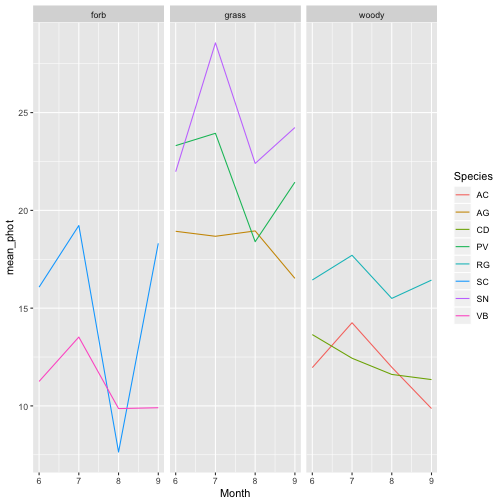 forb grass woody
25
20
15
10
mean_phot
6 7 8 9 6 7 8 9 6 7 8 9
Month
Species
AC
AG
CD
PV
RG
SC
SN
VB